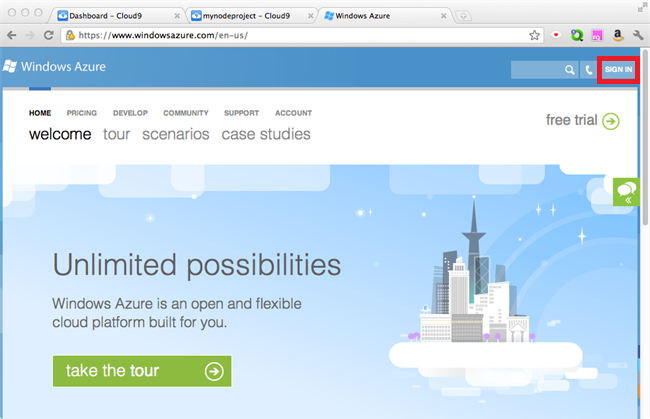 Dashboard - Cloud9
mynodeproject - Cloud9
Windows Azure
https://www.windowsazure.com/en-us/
Windows Azure
SIGN IN
HOME PRICING DEVELOP COMMUNITY SUPPORT ACCOUNT
welcome tour scenarios case studies
free trial
Unlimited possibilities
Windows Azure is an open and flexible
cloud platform built for you.
take the tour